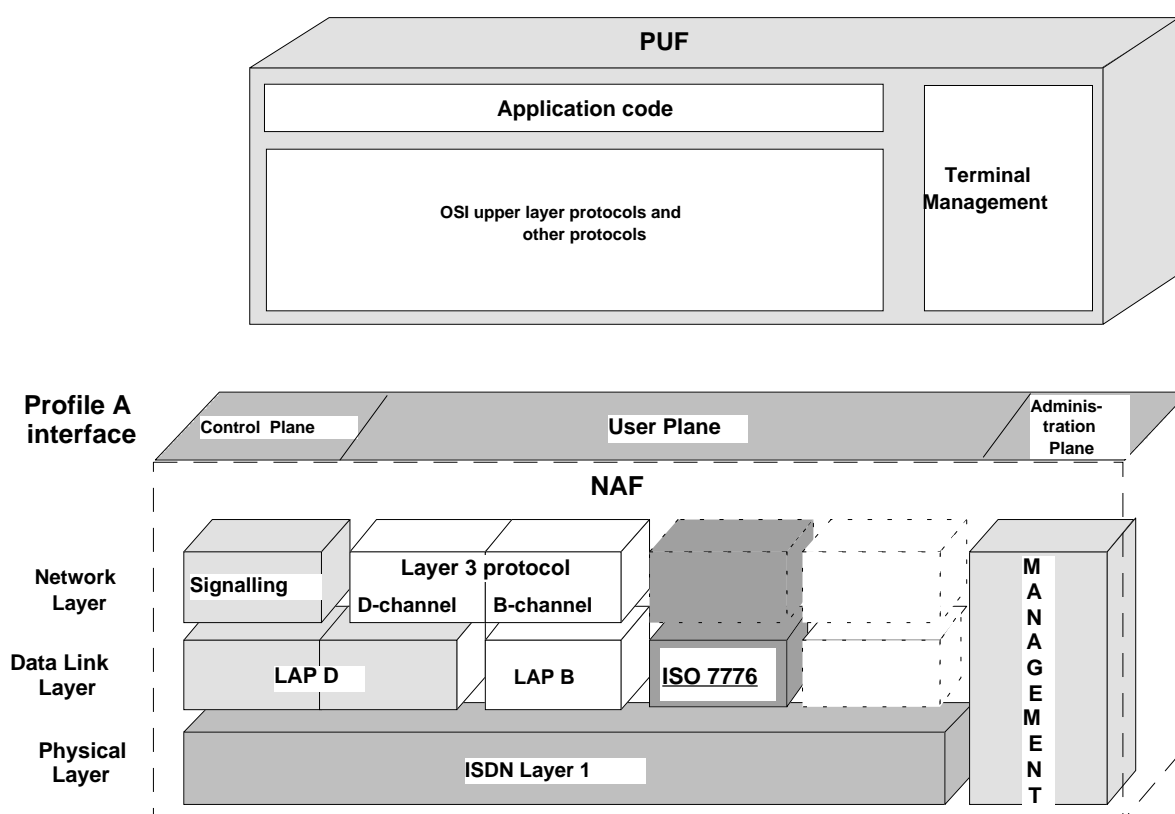 PUF
Application code
Terminal
Management
OSI upper layer protocols and
other protocols
Profile A
interface
Control Plane
User Plane
Adminis-
tration
Plane
NAF
Network
Layer
Signalling
Layer 3 protocol
D-channel
B-channel
Data Link
Layer
LAP D
LAP B
ISO 7776
Physical
Layer
ISDN Layer 1
M
A
N
A
G
E
M
E
N
T